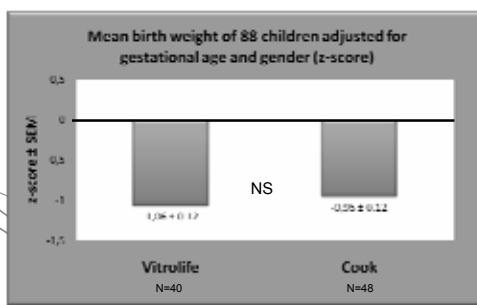 Mean birth weight of 88 children adjusted for
gestational age and gender (z-score)
z-score ± SEM
0,5
0
0,5
-1
-1,5
NS
1,06 ± 0.12
-0,95 ± 0.12
Vitrolife
Cook
N=40
N=48